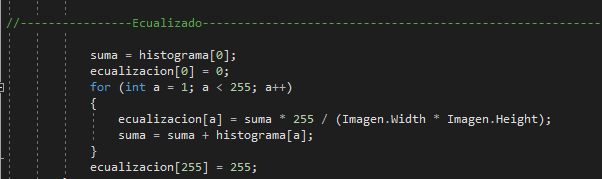 //----------------Ecualizado---------------------------------------------------------
suma = histograma[0];
ecualizacion[0] = 0;
for (int a = 1; a < 255; a++)
{
ecualizacion[a] = suma * 255 / (Imagen.Width * Imagen.Height);
suma = suma + histograma[a];
}
ecualizacion[255] = 255;